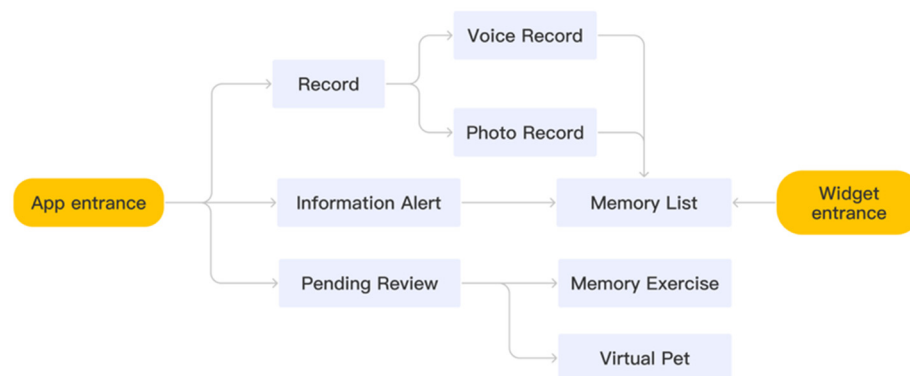 Voice Record
Record
Photo Record
App entrance
Information Alert
Memory List
Widget
entrance
Pending Review
Memory Exercise
Virtual Pet